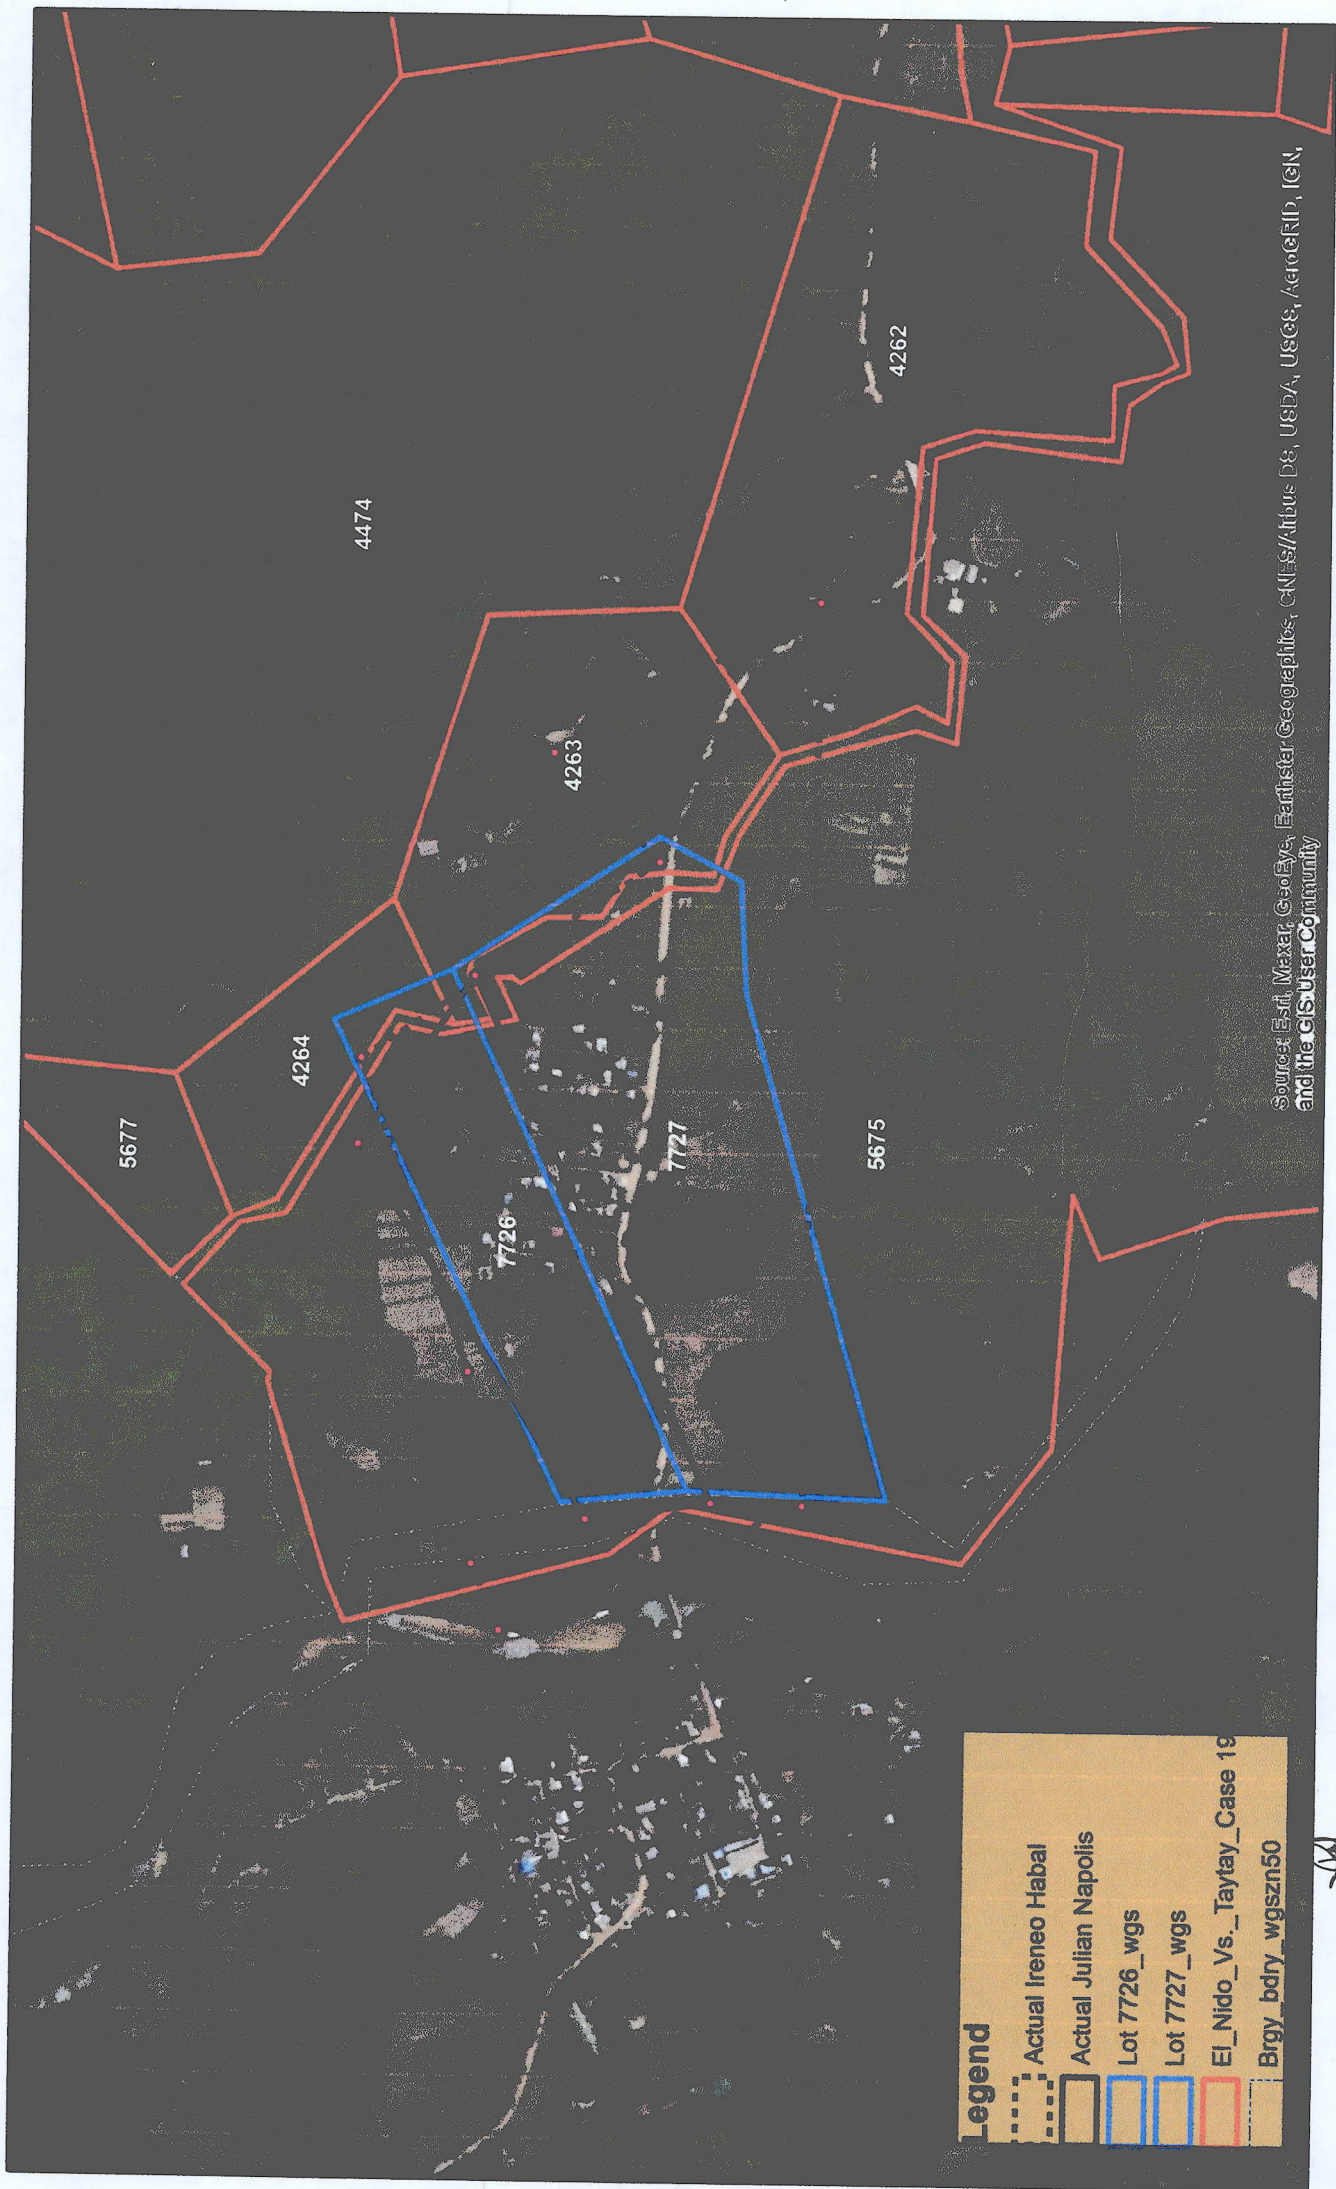 5677
4264
4474
4263
4262
7726
7727
5675
Legend
Actual Ireneo Habal
Actual Julian Napolis
Lot 7726_wgs
Lot 7727_wgs
El_Nido_Vs._Taytay_Case 19
Brgy_bdry_wgszn50
Source: Esri, Maxar, GeoEye, Earthstar Geographics, CNES/Airbus DS, USDA, USGS, AeroGRID, IGN,
and the GIS User Community